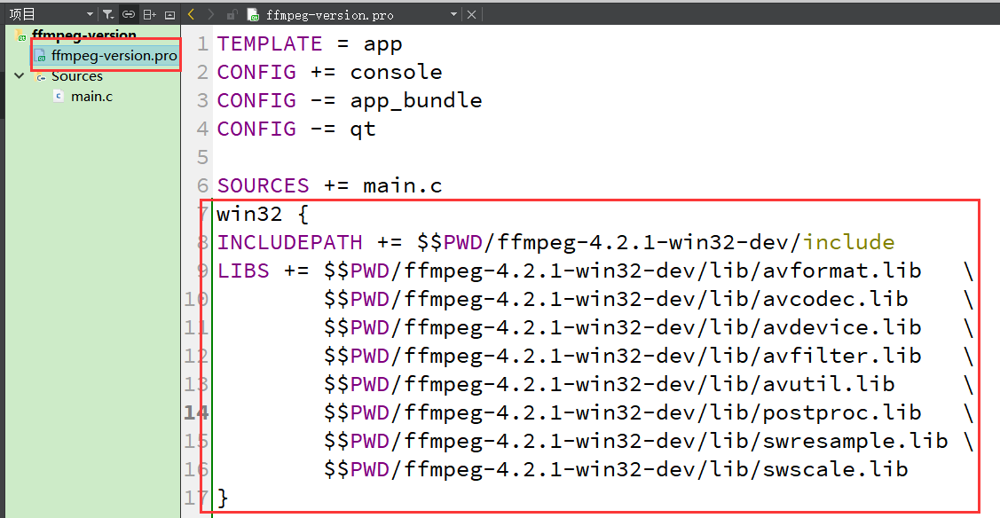 项目
ffmpeg-version.pro
ffmpeg-version
ffmpeg-version.pro
Sources
main.c
1 TEMPLATE = app
2 CONFIG += console
3 CONFIG -= app_bundle
4 CONFIG -= qt
5
6 SOURCES += main.c
7 win32 {
8 INCLUDEPATH += $$PWD/ffmpeg-4.2.1-win32-dev/include
9 LIBS += $$PWD/ffmpeg-4.2.1-win32-dev/lib/avformat.lib \
10 $$PWD/ffmpeg-4.2.1-win32-dev/lib/avcodec.lib \
11 $$PWD/ffmpeg-4.2.1-win32-dev/lib/avdevice.lib \
12 $$PWD/ffmpeg-4.2.1-win32-dev/lib/avfilter.lib \
13 $$PWD/ffmpeg-4.2.1-win32-dev/lib/avutil.lib \
14 $$PWD/ffmpeg-4.2.1-win32-dev/lib/postproc.lib \
15 $$PWD/ffmpeg-4.2.1-win32-dev/lib/swresample.lib \
16 $$PWD/ffmpeg-4.2.1-win32-dev/lib/swscale.lib
17 }